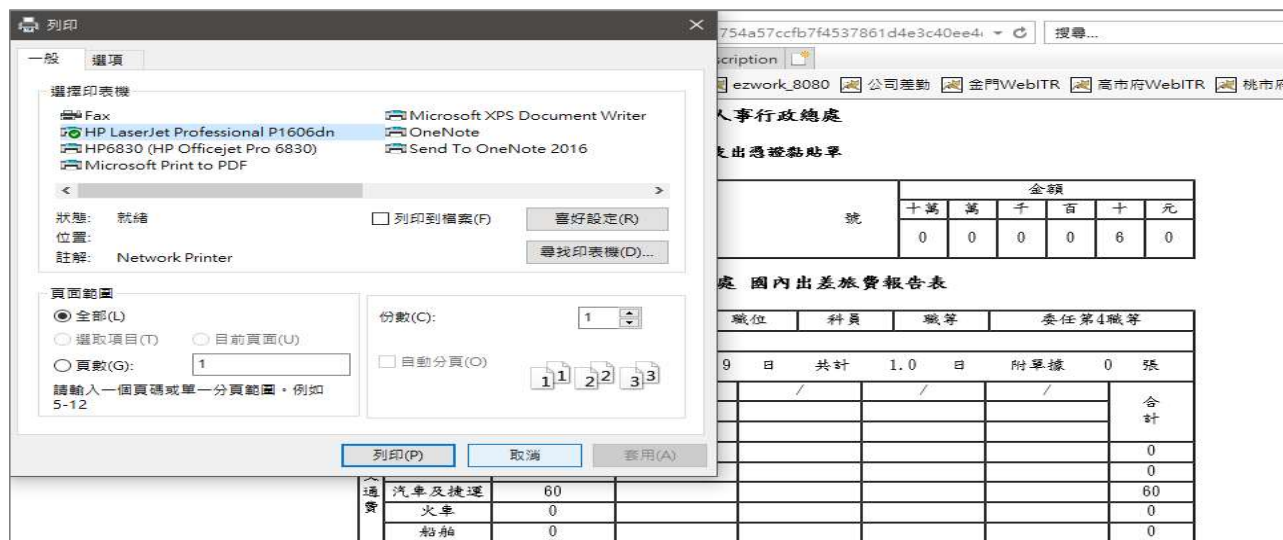 列印
一般 選項
選擇印表機
Fax
HP LaserJet Professional P1606dn
HP6830 (HP Officejet Pro 6830)
Microsoft Print to PDF
Microsoft XPS Document Writer
OneNote
Send To OneNote 2016
狀態: 就緒
位置:
註解: Network Printer
列印到檔案(F)
喜好設定(R)
尋找印表機(D)...
頁面範圍
全部(L)
選取項目(T) 目前頁面(U)
頁數(G): 1
請輸入一個頁碼或單一分頁範圍。例如
5-12
份數(C): 1
自動分頁(O)
1 1 2 2 3 3
列印(P) 取消 套用(A)
754a57ccfb7f4537861d4e3c40ee4 搜尋...
cription
ezwork_8080 公司差勤 金門WebITR 高市府WebITR 桃市府
人事行政總處
支出憑證黏貼單
金額
號 十萬 萬 千 百 十 元
0 0 0 0 6 0
處 國內出差旅費報告表
職位 科員 職等 委任第4職等
9 日 共計 1.0 日 附單據 0 張
/ / / 合計
0
0
通費 汽車及捷運 60 60
火車 0 0
船舶 0 0